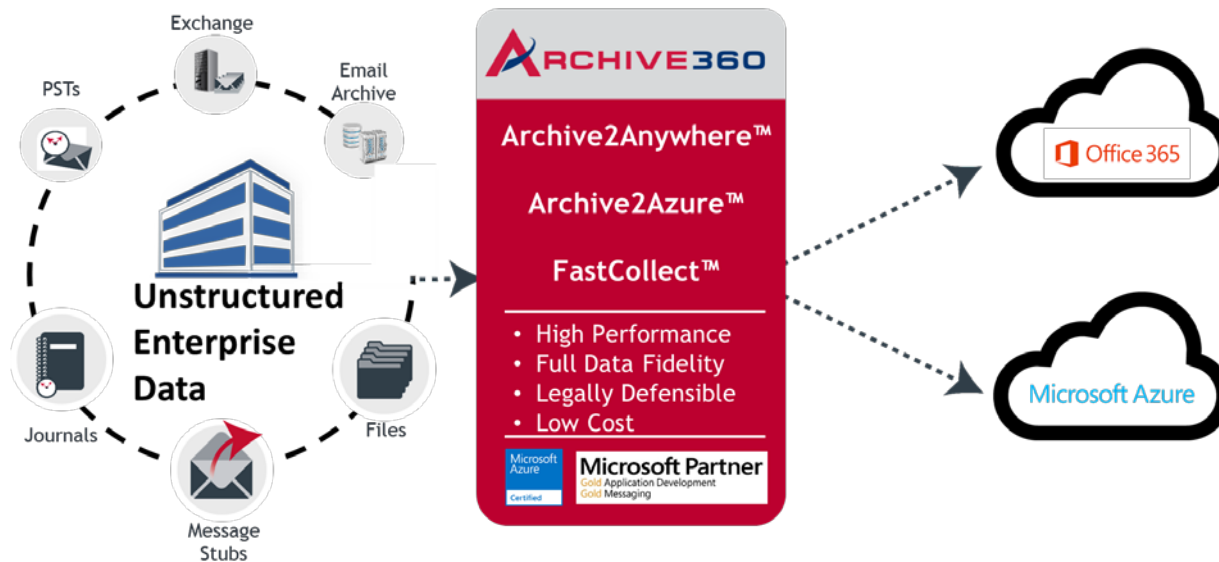 Exchange
PSTs
Email
Archive
Unstructured
Enterprise
Data
Journals
Files
Message
Stubs
ARCHIVE360
Archive2Anywhere™
Archive2Azure™
FastCollect™
• High Performance
• Full Data Fidelity
• Legally Defensible
• Low Cost
Microsoft
Azure
Certified
Microsoft Partner
Gold Application Development
Gold Messaging
Office 365
Microsoft Azure